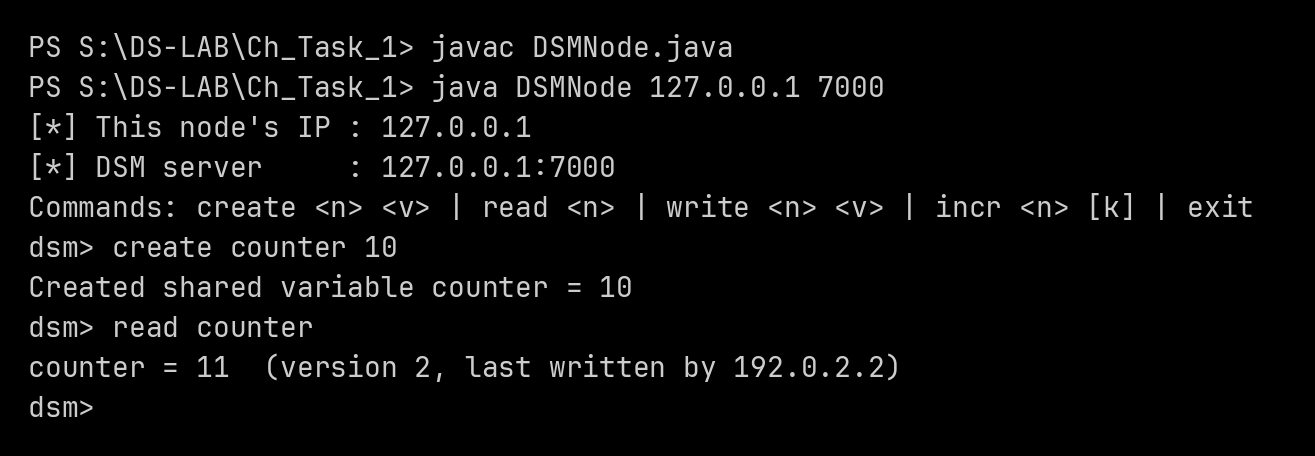 PS S:\DS-LAB\Ch_Task_1> javac DSMNode.java
PS S:\DS-LAB\Ch_Task_1> java DSMNode 127.0.0.1 7000
[*] This node's IP : 127.0.0.1
[*] DSM server     : 127.0.0.1:7000
Commands: create <n> <v> | read <n> | write <n> <v> | incr <n> [k] | exit
dsm> create counter 10
Created shared variable counter = 10
dsm> read counter
counter = 11  (version 2, last written by 192.0.2.2)
dsm>